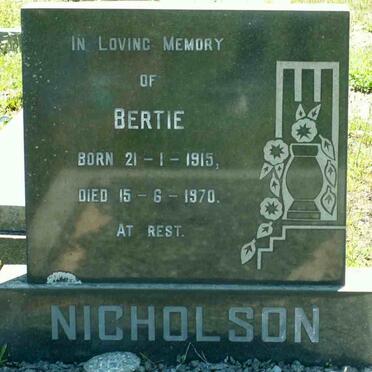 IN LOVING MEMORY
OF
BERTIE
BORN 21-1-1915,
DIED 15-6-1970.
AT REST.
NICHOLSON